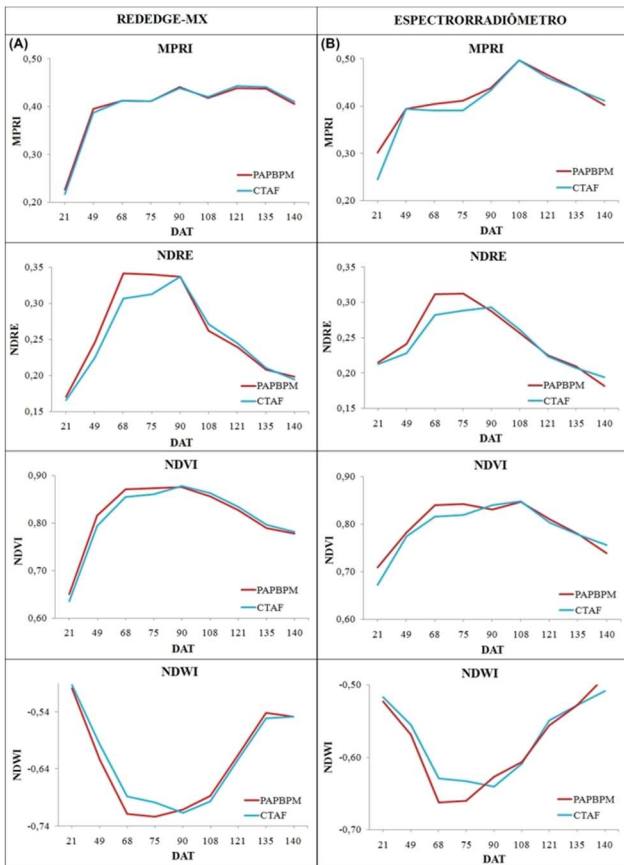 REDEDGE-MX
ESPECTRORRADIÔMETRO
(A)
MPRI
0,50
0,40
0,30
0,20
MPRI
PAPBPM
CTAF
21 49 68 75 90 108 121 135 140
DAT
(B)
MPRI
0,50
0,40
0,30
0,20
MPRI
PAPBPM
CTAF
21 49 68 75 90 108 121 135 140
DAT
NDRE
0,35
0,30
0,25
0,20
0,15
NDRE
PAPBPM
CTAF
21 49 68 75 90 108 121 135 140
DAT
NDRE
0,35
0,30
0,25
0,20
0,15
NDRE
PAPBPM
CTAF
21 49 68 75 90 108 121 135 140
DAT
NDVI
0,90
0,80
0,70
0,60
NDVI
PAPBPM
CTAF
21 49 68 75 90 108 121 135 140
DAT
NDVI
0,90
0,80
0,70
0,60
NDVI
PAPBPM
CTAF
21 49 68 75 90 108 121 135 140
DAT
NDWI
-0,54
-0,64
-0,74
NDWI
PAPBPM
CTAF
21 49 68 75 90 108 121 135 140
DAT
NDWI
-0,50
-0,60
-0,70
NDWI
PAPBPM
CTAF
21 49 68 75 90 108 121 135 140
DAT